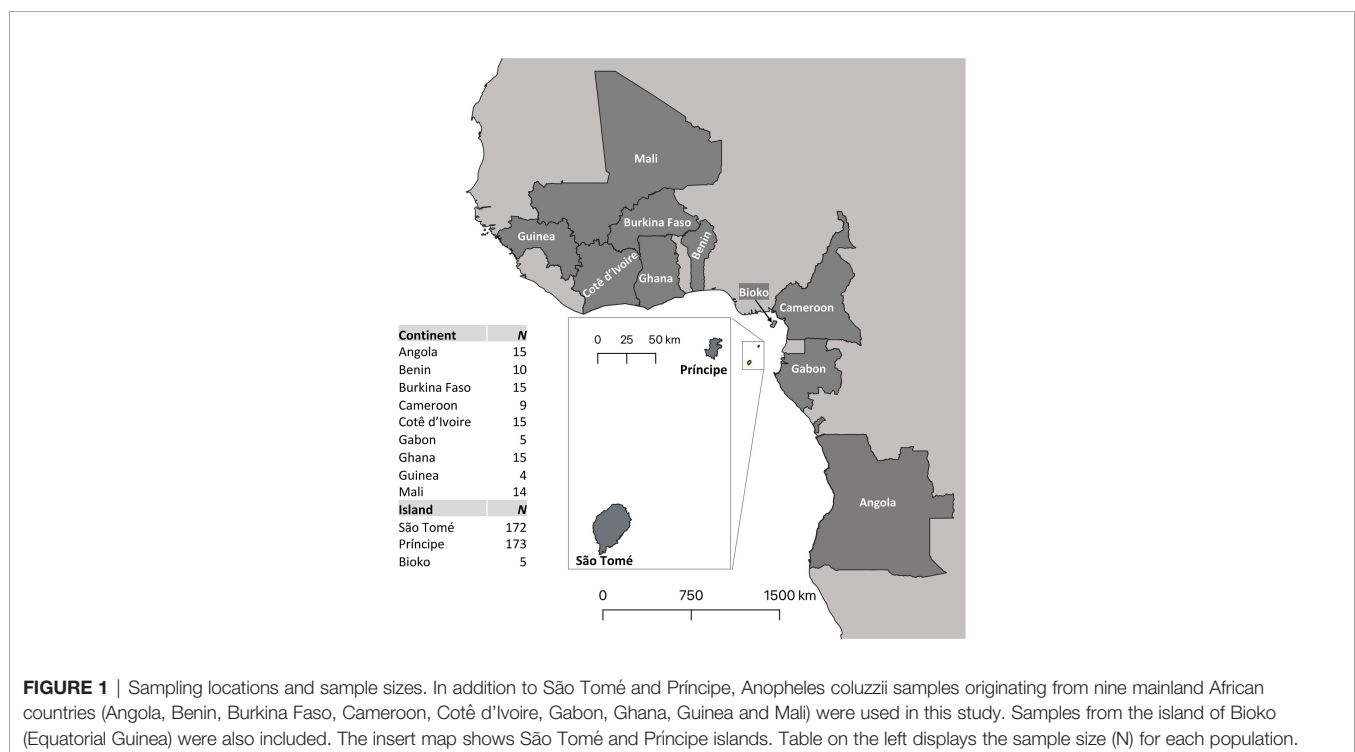 Mali
Burkina Faso
Guinea
Benin
Cotê d'Ivoire
Ghana
Bioko
Cameroon
Gabon
Angola
0 25 50 km
Príncipe
São Tomé
0 750 1500 km
Continent N
Angola 15
Benin 10
Burkina Faso 15
Cameroon 9
Cotê d'Ivoire 15
Gabon 5
Ghana 15
Guinea 4
Mali 14
Island N
São Tomé 172
Príncipe 173
Bioko 5
FIGURE 1 | Sampling locations and sample sizes. In addition to São Tomé and Príncipe, Anopheles coluzzii samples originating from nine mainland African
countries (Angola, Benin, Burkina Faso, Cameroon, Cotê d'Ivoire, Gabon, Ghana, Guinea and Mali) were used in this study. Samples from the island of Bioko
(Equatorial Guinea) were also included. The insert map shows São Tomé and Príncipe islands. Table on the left displays the sample size (N) for each population.